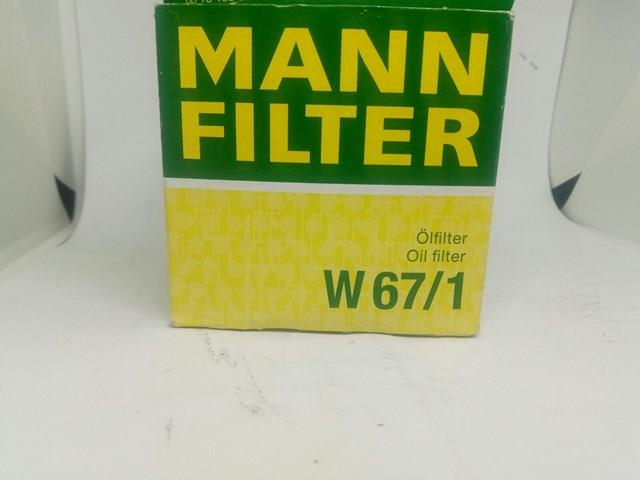 MANN
FILTER
Ölfilter
Oil filter
W 67/1